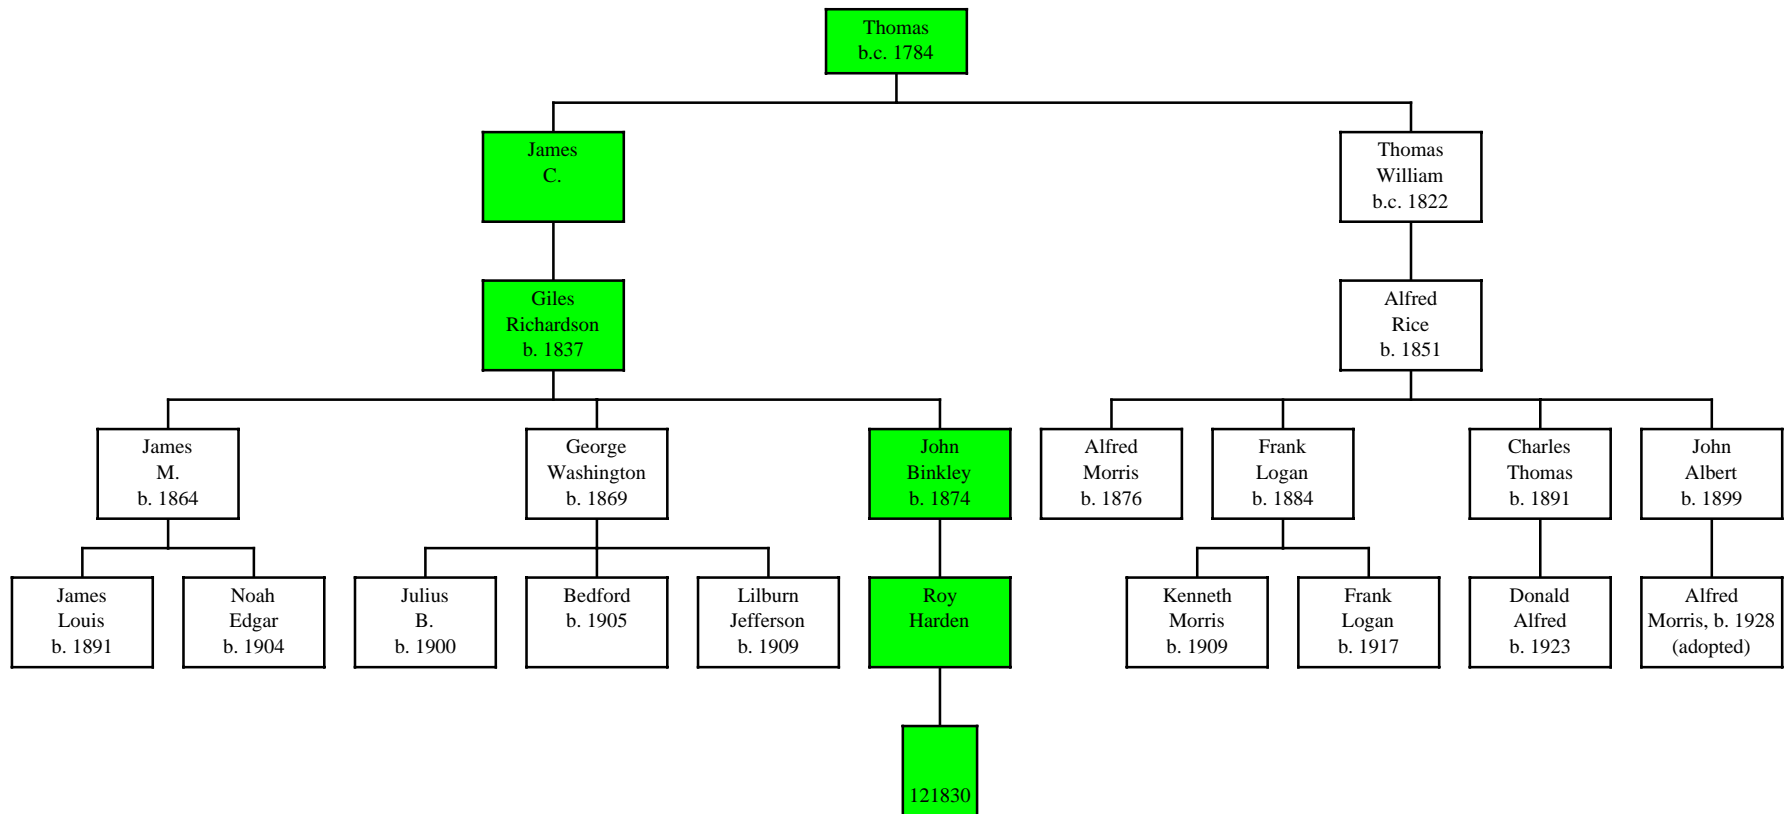 Thomas
b.c. 1784
James
C.
Thomas
William
b.c. 1822
Giles
Richardson
b. 1837
Alfred
Rice
b. 1851
James
M.
b. 1864
George
Washington
b. 1869
John
Binkley
b. 1874
Alfred
Morris
b. 1876
Frank
Logan
b. 1884
Charles
Thomas
b. 1891
John
Albert
b. 1899
James
Louis
b. 1891
Noah
Edgar
b. 1904
Julius
B.
b. 1900
Bedford
b. 1905
Lilburn
Jefferson
b. 1909
Roy
Harden
Kenneth
Morris
b. 1909
Frank
Logan
b. 1917
Donald
Alfred
b. 1923
Alfred
Morris, b. 1928
(adopted)
121830